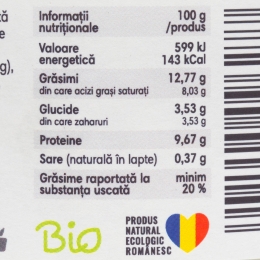 tă
e
g),
Informații 100 g
nutriționale /produs
Valoare 599 kJ
energetică 143 kCal
Grăsimi 12,77 g
din care acizi grași saturați 8,03 g
Glucide 3,53 g
din care zaharuri 3,53 g
Proteine 9,67 g
Sare (naturală în lapte) 0,37 g
Grăsime raportată la minim
substanța uscată 20 %
Bio
PRODUS
NATURAL
ECOLOGIC
ROMÂNESC